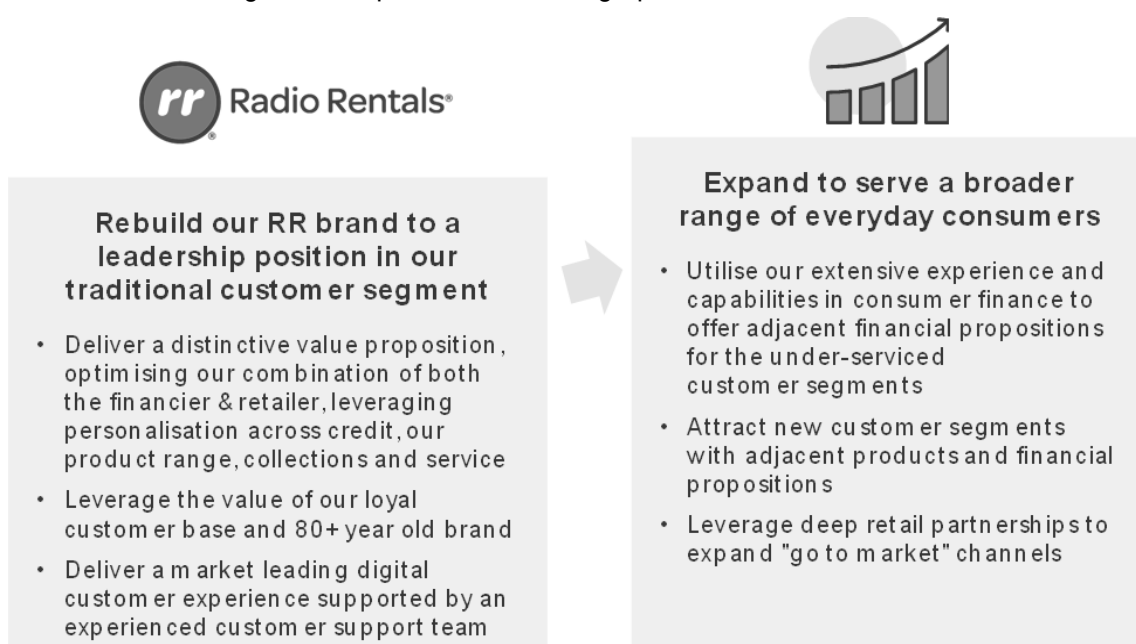 rr Radio Rentals®
®
Rebuild our RR brand to a
leadership position in our
traditional customer segment
• Deliver a distinctive value proposition,
optimising our combination of both
the financier & retailer, leveraging
personalisation across credit, our
product range, collections and service
• Leverage the value of our loyal
customer base and 80+ year old brand
• Deliver a market leading digital
customer experience supported by an
experienced customer support team
Expand to serve a broader
range of everyday consumers
• Utilise our extensive experience and
capabilities in consumer finance to
offer adjacent financial propositions
for the under-serviced
customer segments
• Attract new customer segments
with adjacent products and financial
propositions
• Leverage deep retail partnerships to
expand "go to market" channels